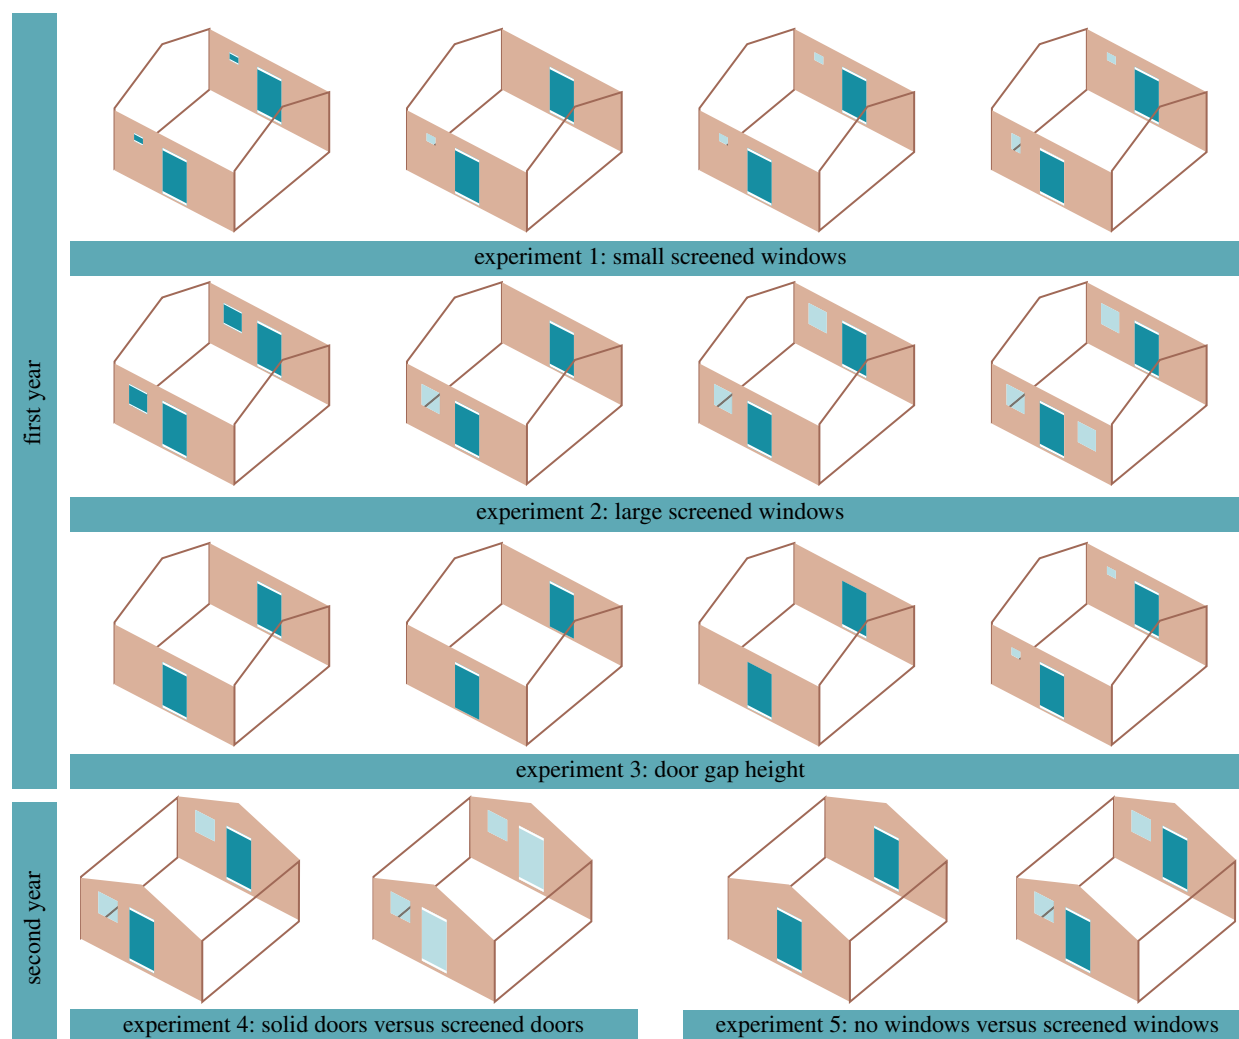 first year
experiment 1: small screened windows
experiment 2: large screened windows
experiment 3: door gap height
second year
experiment 4: solid doors versus screened doors
experiment 5: no windows versus screened windows